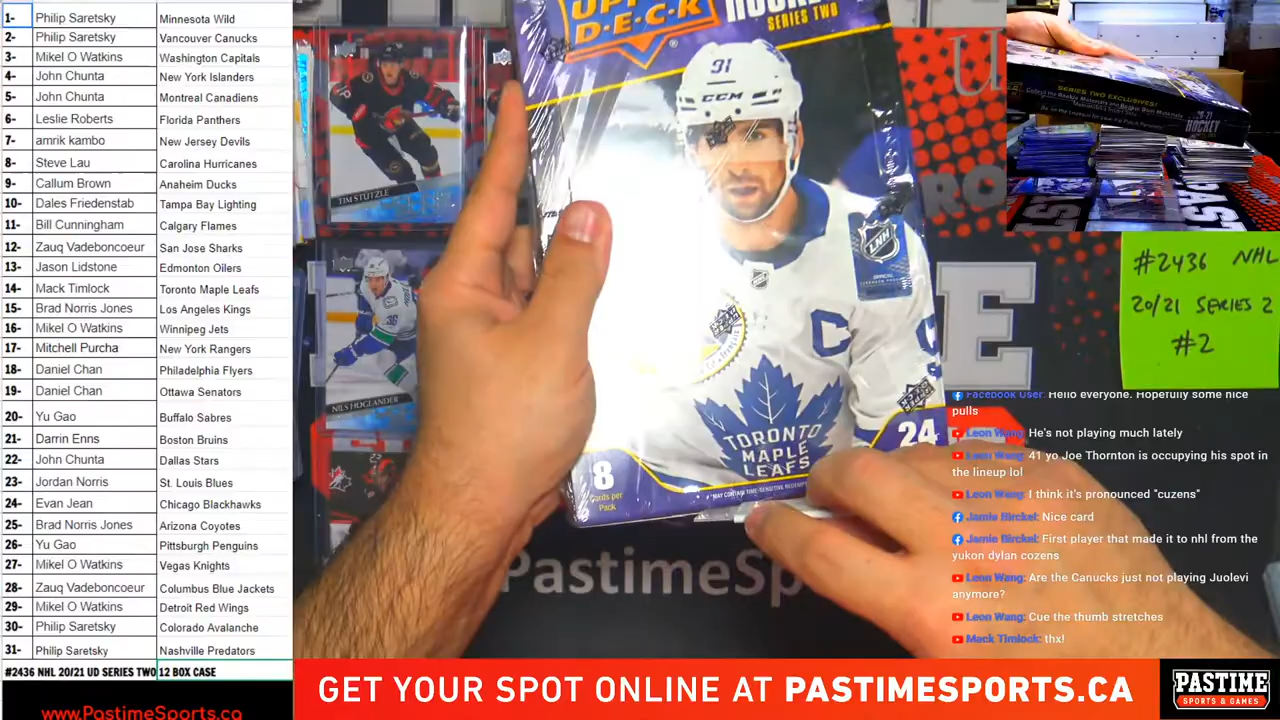 1- Philip Saretsky Minnesota Wild
2- Philip Saretsky Vancouver Canucks
3- Mikel O Watkins Washington Capitals
4- John Chunta New York Islanders
5- John Chunta Montreal Canadiens
6- Leslie Roberts Florida Panthers
7- amrik kambo New Jersey Devils
8- Steve Lau Carolina Hurricanes
9- Callum Brown Anaheim Ducks
10- Dales Friedenstab Tampa Bay Lighting
11- Bill Cunningham Calgary Flames
12- Zauq Vadeboncoeur San Jose Sharks
13- Jason Lidstone Edmonton Oilers
14- Mack Timlock Toronto Maple Leafs
15- Brad Norris Jones Los Angeles Kings
16- Mikel O Watkins Winnipeg Jets
17- Mitchell Purcha New York Rangers
18- Daniel Chan Philadelphia Flyers
19- Daniel Chan Ottawa Senators
20- Yu Gao Buffalo Sabres
21- Darrin Enns Boston Bruins
22- John Chunta Dallas Stars
23- Jordan Norris St. Louis Blues
24- Evan Jean Chicago Blackhawks
25- Brad Norris Jones Arizona Coyotes
26- Yu Gao Pittsburgh Penguins
27- Mikel O Watkins Vegas Knights
28- Zauq Vadeboncoeur Columbus Blue Jackets
29- Mikel O Watkins Detroit Red Wings
30- Philip Saretsky Colorado Avalanche
31- Philip Saretsky Nashville Predators
#2436 NHL 20/21 UD SERIES TWO 12 BOX CASE
www.PastimeSports.ca
TIM STÜTZLE
NILS HÖGLANDER
DECK
SERIES TWO
91
CCM
LNH
C
TORONTO
MAPLE
LEAFS
8
Cards per
Pack
24
PastimeSp
E
SERIES TWO EXCLUSIVES!
HOCKEY
#2436 NHL
20/21 SERIES 2
#2
Facebook User: Hello everyone. Hopefully some nice
pulls
Leon Wang: He's not playing much lately
Leon Wang: 41 yo Joe Thornton is occupying his spot in
the lineup lol
Leon Wang: I think it's pronounced "cuzens"
Jamie Birckel: Nice card
Jamie Birckel: First player that made it to nhl from the
yukon dylan cozens
Leon Wang: Are the Canucks just not playing Juolevi
anymore?
Leon Wang: Cue the thumb stretches
Mack Timlock: thx!
GET YOUR SPOT ONLINE AT PASTIMESPORTS.CA
PASTIME
SPORTS & GAMES